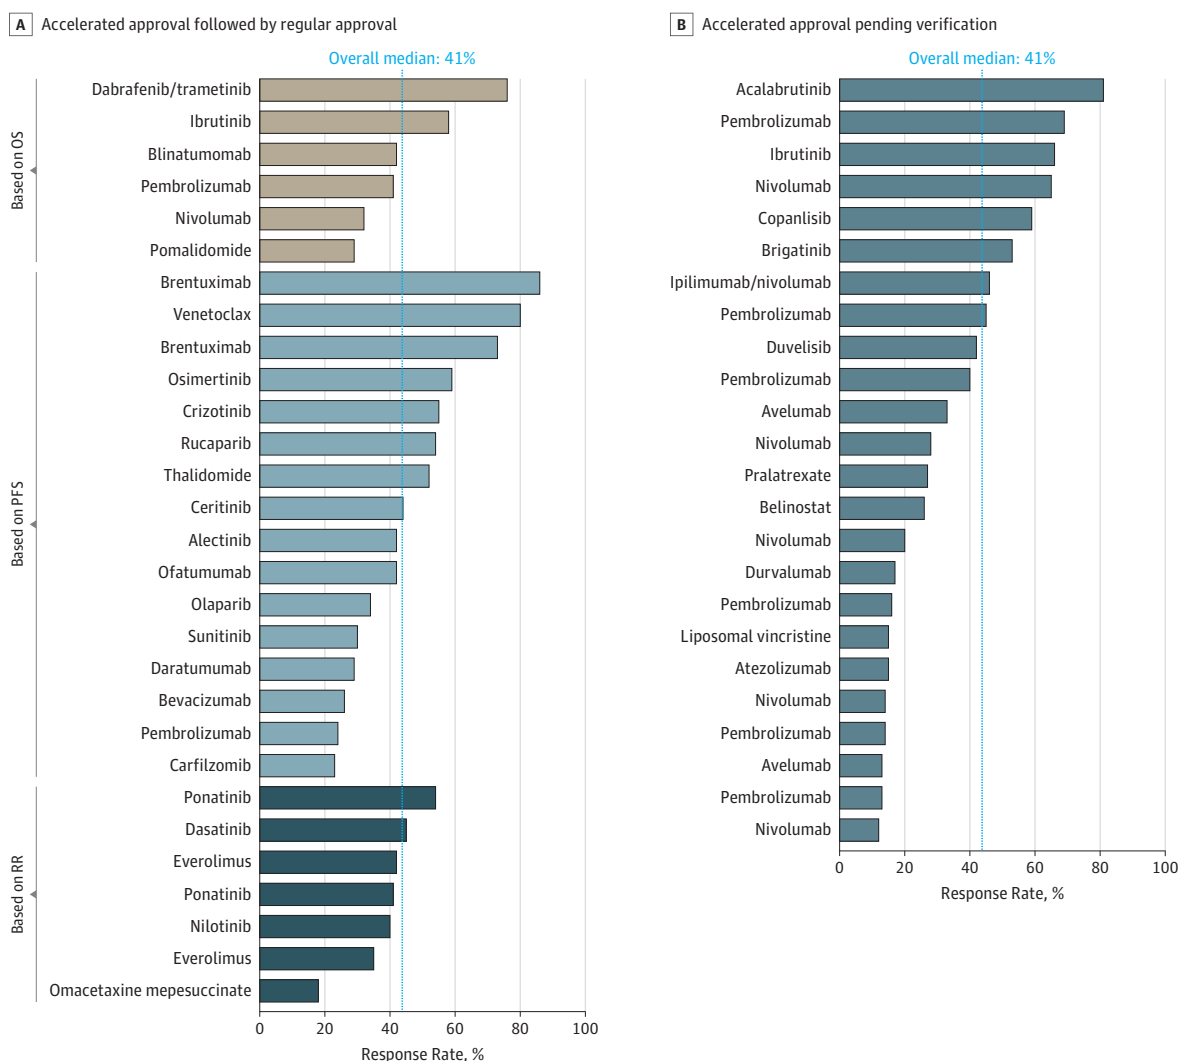 A Accelerated approval followed by regular approval
Overall median: 41%
Based on OS
Dabrafenib/trametinib
Ibrutinib
Blinatumomab
Pembrolizumab
Nivolumab
Pomalidomide
Based on PFS
Brentuximab
Venetoclax
Brentuximab
Osimertinib
Crizotinib
Rucaparib
Thalidomide
Ceritinib
Alectinib
Ofatumumab
Olaparib
Sunitinib
Daratumumab
Bevacizumab
Pembrolizumab
Carfilzomib
Based on RR
Ponatinib
Dasatinib
Everolimus
Ponatinib
Nilotinib
Everolimus
Omacetaxine mepesuccinate
0 20 40 60 80 100
Response Rate, %
B Accelerated approval pending verification
Overall median: 41%
Acalabrutinib
Pembrolizumab
Ibrutinib
Nivolumab
Copanlisib
Brigatinib
Ipilimumab/nivolumab
Pembrolizumab
Duvelisib
Pembrolizumab
Avelumab
Nivolumab
Pralatrexate
Belinostat
Nivolumab
Durvalumab
Pembrolizumab
Liposomal vincristine
Atezolizumab
Nivolumab
Pembrolizumab
Avelumab
Pembrolizumab
Nivolumab
0 20 40 60 80 100
Response Rate, %